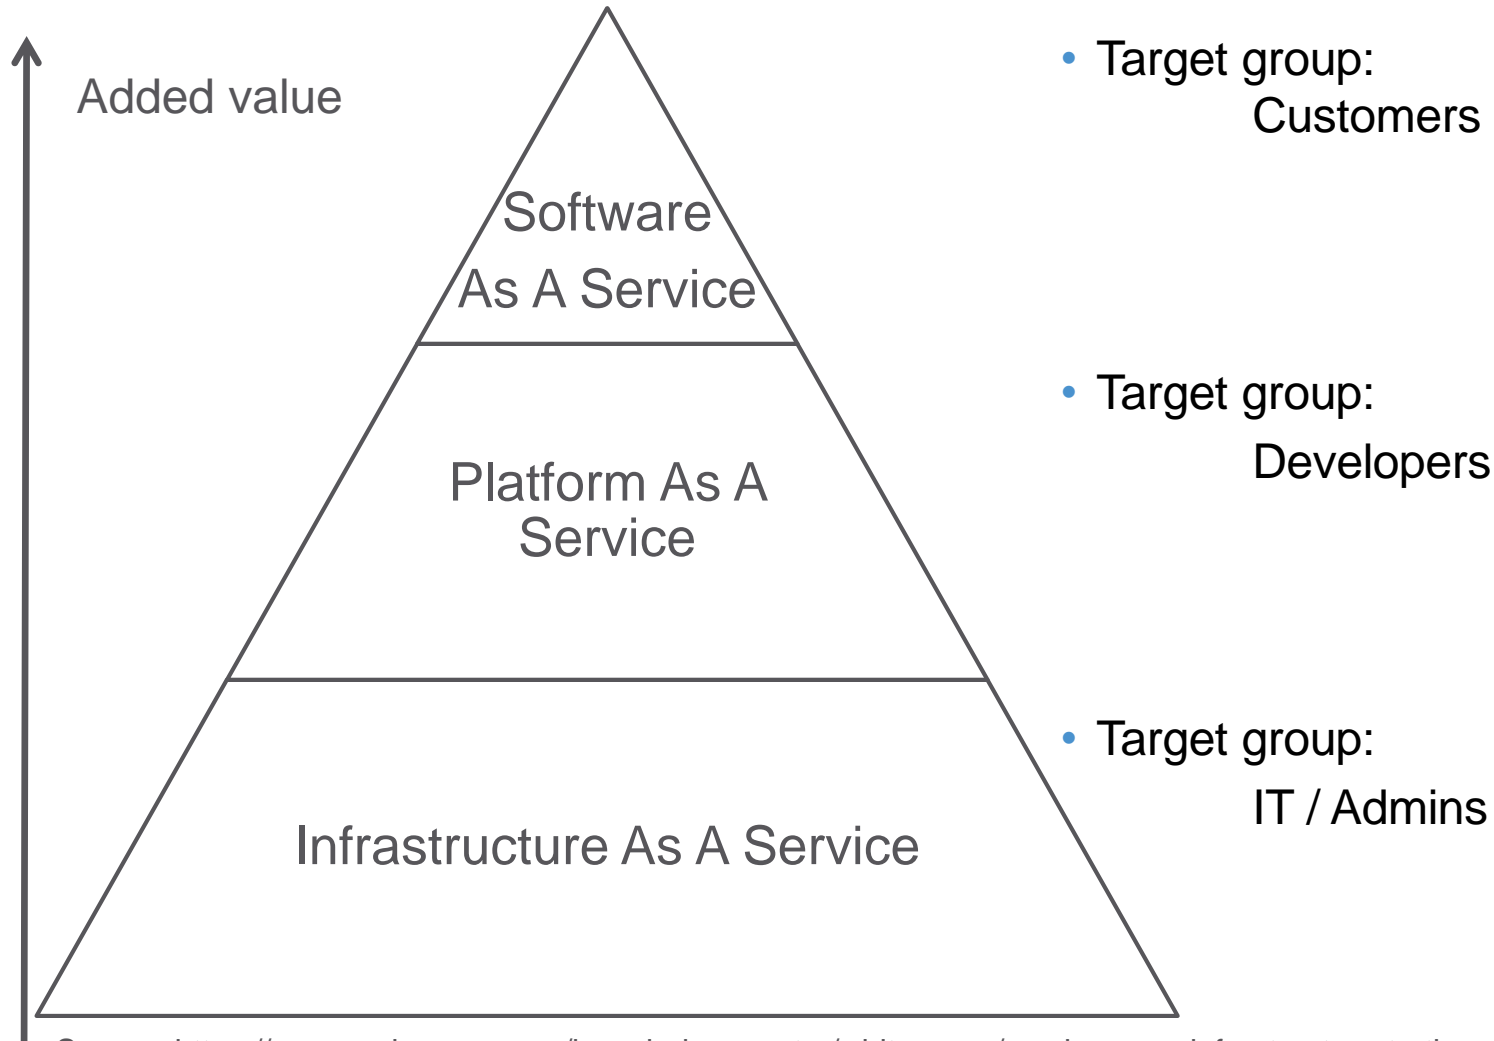 Added value
• Target group:
Customers
Software
As A Service
• Target group:
Developers
Platform As A
Service
• Target group:
IT / Admins
Infrastructure As A Service